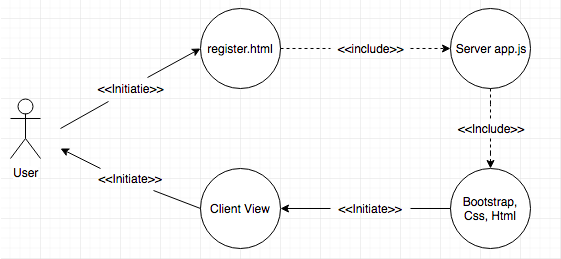 register.html
<<include>>
Server app.js
<<Initiatie>>
<<Include>>
User
<<Initiate>>
Client View
<<Initiate>>
Bootstrap,
Css, Html